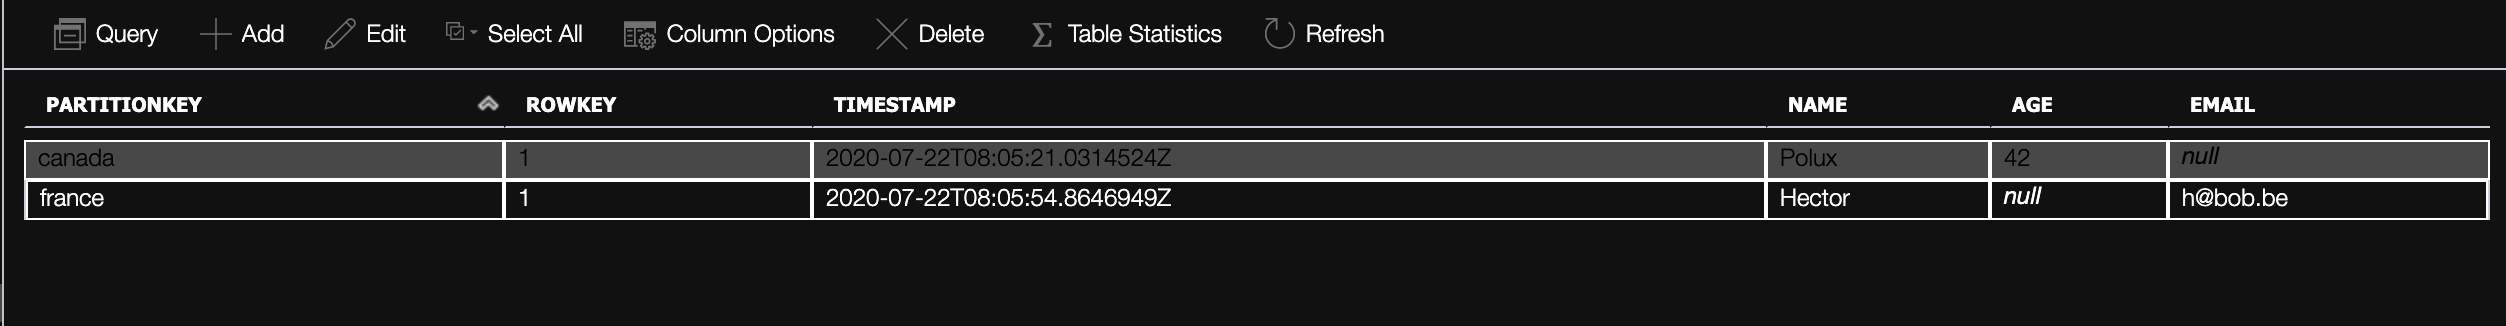 Query Add Edit Select All Column Options Delete Table Statistics Refresh
PARTITIONKEY ROWKEY TIMESTAMP NAME AGE EMAIL
canada 1 2020-07-22T08:05:21.0314524Z Polux 42 null
france 1 2020-07-22T08:05:54.8646949Z Hector null h@bob.be